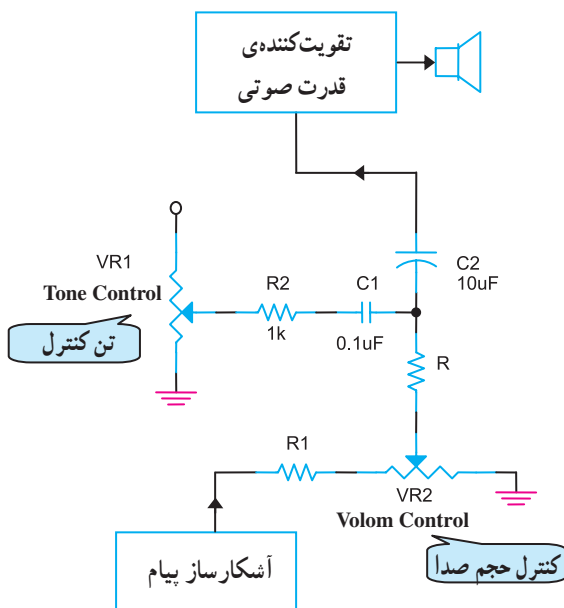 تقویت‌کننده‌ی
قدرت صوتی
VR1
Tone Control
تن کنترل
R2
1k
C1
0.1uF
C2
10uF
R
R1
VR2
Volom Control
کنترل حجم صدا
آشکارساز پیام